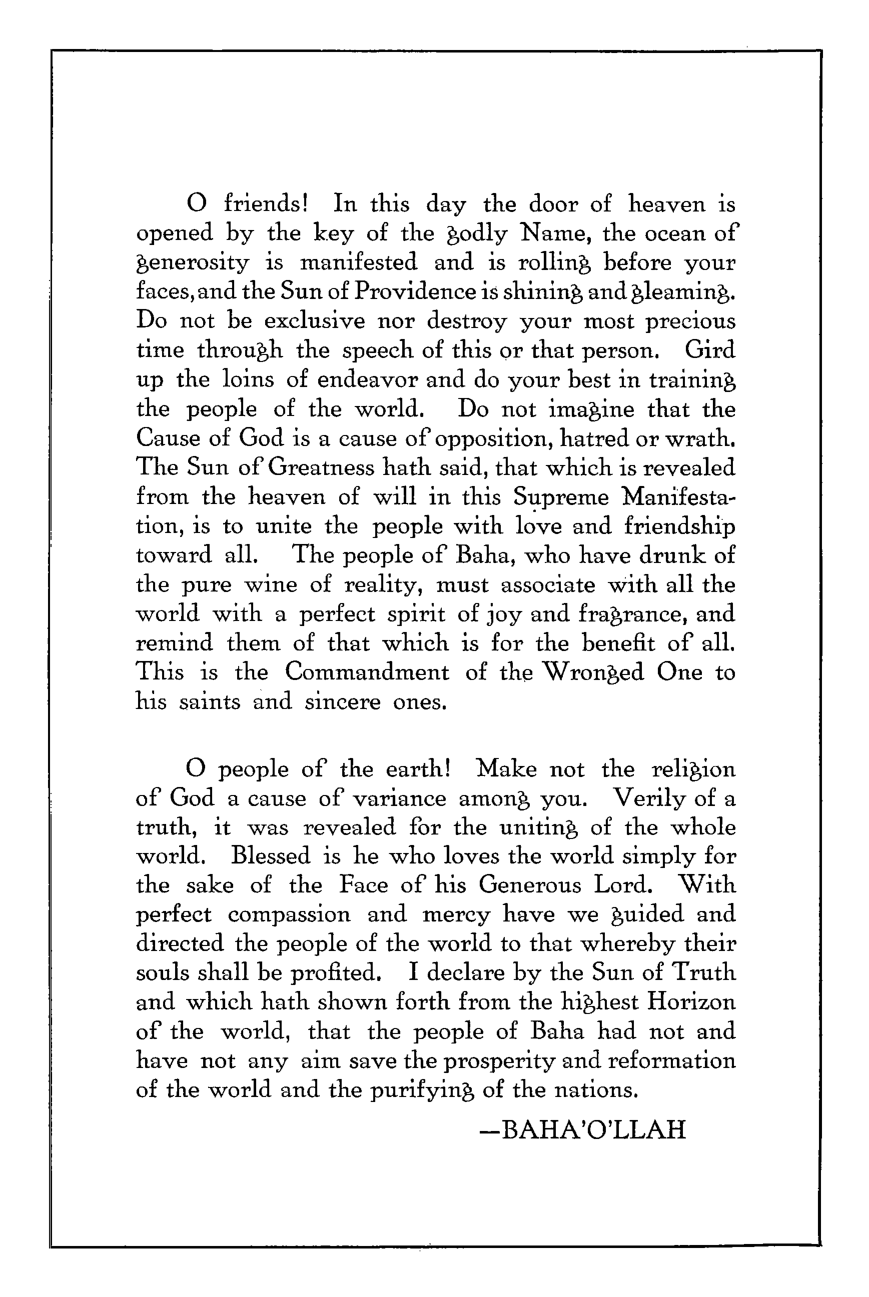 O friends! In this day the door of heaven is
opened by the key of the godly Name, the ocean of
generosity is manifested and is rolling before your
faces, and the Sun of Providence is shining and gleaming.
Do not be exclusive nor destroy your most precious
time through the speech of this or that person. Gird
up the loins of endeavor and do your best in training
the people of the world. Do not imagine that the
Cause of God is a cause of opposition, hatred or wrath.
The Sun of Greatness hath said, that which is revealed
from the heaven of will in this Supreme Manifesta-
tion, is to unite the people with love and friendship
toward all. The people of Baha, who have drunk of
the pure wine of reality, must associate with all the
world with a perfect spirit of joy and fragrance, and
remind them of that which is for the benefit of all.
This is the Commandment of the Wronged One to
his saints and sincere ones.
O people of the earth! Make not the religion
of God a cause of variance among you. Verily of a
truth, it was revealed for the uniting of the whole
world. Blessed is he who loves the world simply for
the sake of the Face of his Generous Lord. With
perfect compassion and mercy have we guided and
directed the people of the world to that whereby their
souls shall be profited. I declare by the Sun of Truth
and which hath shown forth from the highest Horizon
of the world, that the people of Baha had not and
have not any aim save the prosperity and reformation
of the world and the purifying of the nations.
—BAHA'O'LLAH